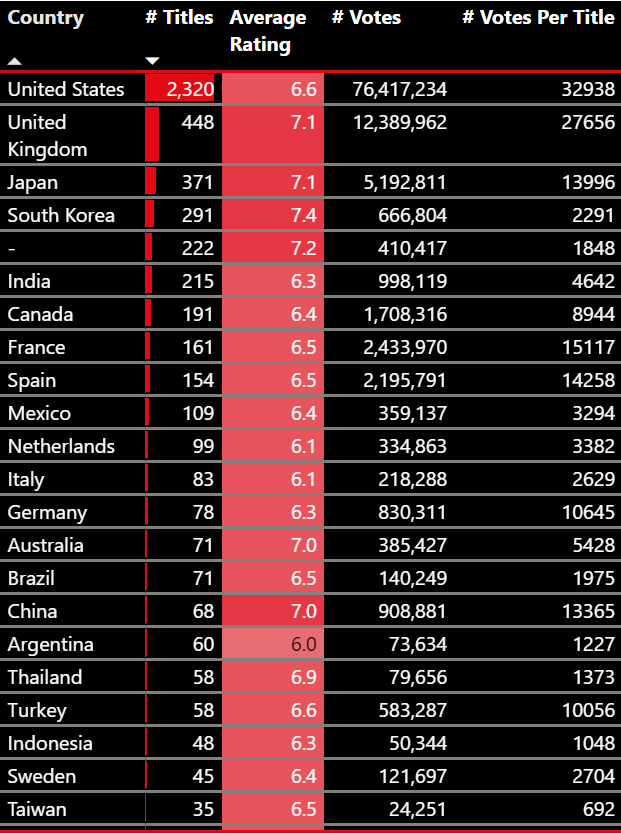 Country # Titles Average # Votes # Votes Per Title
Rating
United States 2,320 6.6 76,417,234 32938
United 448 7.1 12,389,962 27656
Kingdom
Japan 371 7.1 5,192,811 13996
South Korea 291 7.4 666,804 2291
- 222 7.2 410,417 1848
India 215 6.3 998,119 4642
Canada 191 6.4 1,708,316 8944
France 161 6.5 2,433,970 15117
Spain 154 6.5 2,195,791 14258
Mexico 109 6.4 359,137 3294
Netherlands 99 6.1 334,863 3382
Italy 83 6.1 218,288 2629
Germany 78 6.3 830,311 10645
Australia 71 7.0 385,427 5428
Brazil 71 6.5 140,249 1975
China 68 7.0 908,881 13365
Argentina 60 6.0 73,634 1227
Thailand 58 6.9 79,656 1373
Turkey 58 6.6 583,287 10056
Indonesia 48 6.3 50,344 1048
Sweden 45 6.4 121,697 2704
Taiwan 35 6.5 24,251 692